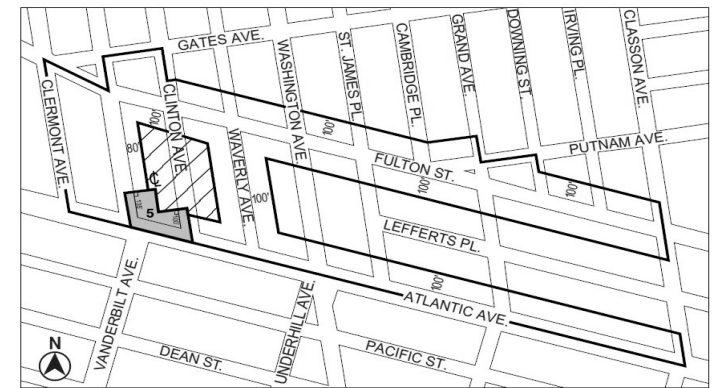 GATES AVE.
CLERMONT AVE.
CLINTON AVE.
WAVERLY AVE.
WASHINGTON AVE.
ST. JAMES PL.
CAMBRIDGE PL.
GRAND AVE.
DOWNING ST.
IRVING PL.
CLASSON AVE.
PUTNAM AVE.
100'
100'
80'
FULTON ST.
100'
100'
100'
5
100'
LEFFERTS PL.
100'
ATLANTIC AVE.
VANDERBILT AVE.
UNDERHILL AVE.
N
DEAN ST.
PACIFIC ST.